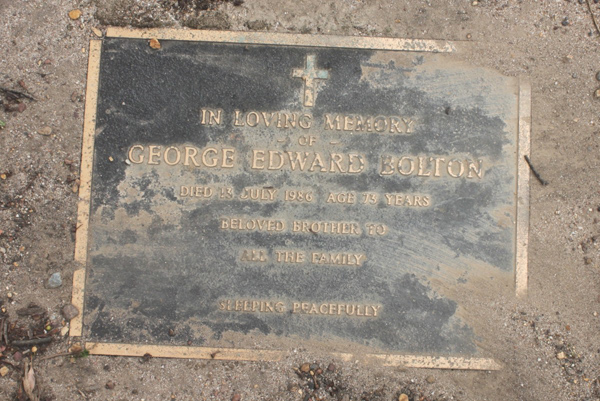 IN LOVING MEMORY
OF
GEORGE EDWARD BOLTON
DIED 13 JULY 1986 AGE 73 YEARS
BELOVED BROTHER TO
ALL THE FAMILY
SLEEPING PEACEFULLY